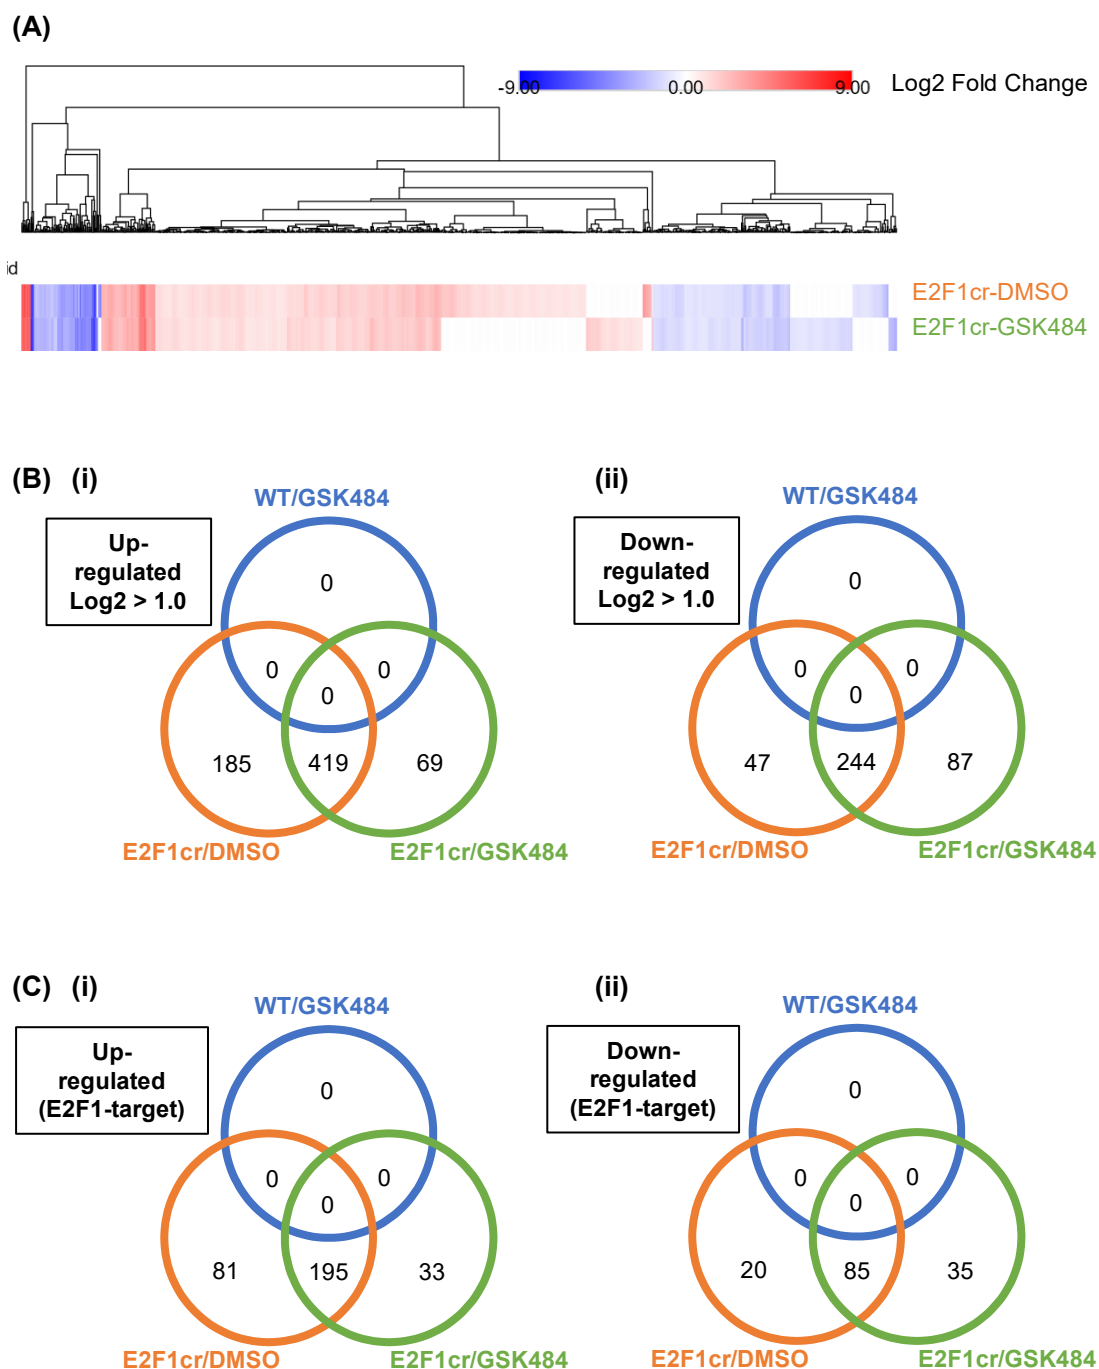 (A)
-9.00 0.00 9.00 Log2 Fold Change
id
E2F1cr-DMSO
E2F1cr-GSK484
(B) (i) (ii)
WT/GSK484
Up-
regulated
Log2 > 1.0
0
0
0
0
185
419
69
E2F1cr/DMSO
E2F1cr/GSK484
WT/GSK484
Down-
regulated
Log2 > 1.0
0
0
0
0
47
244
87
E2F1cr/DMSO
E2F1cr/GSK484
(C) (i) (ii)
WT/GSK484
Up-
regulated
(E2F1-target)
0
0
0
0
81
195
33
E2F1cr/DMSO
E2F1cr/GSK484
WT/GSK484
Down-
regulated
(E2F1-target)
0
0
0
0
20
85
35
E2F1cr/DMSO
E2F1cr/GSK484